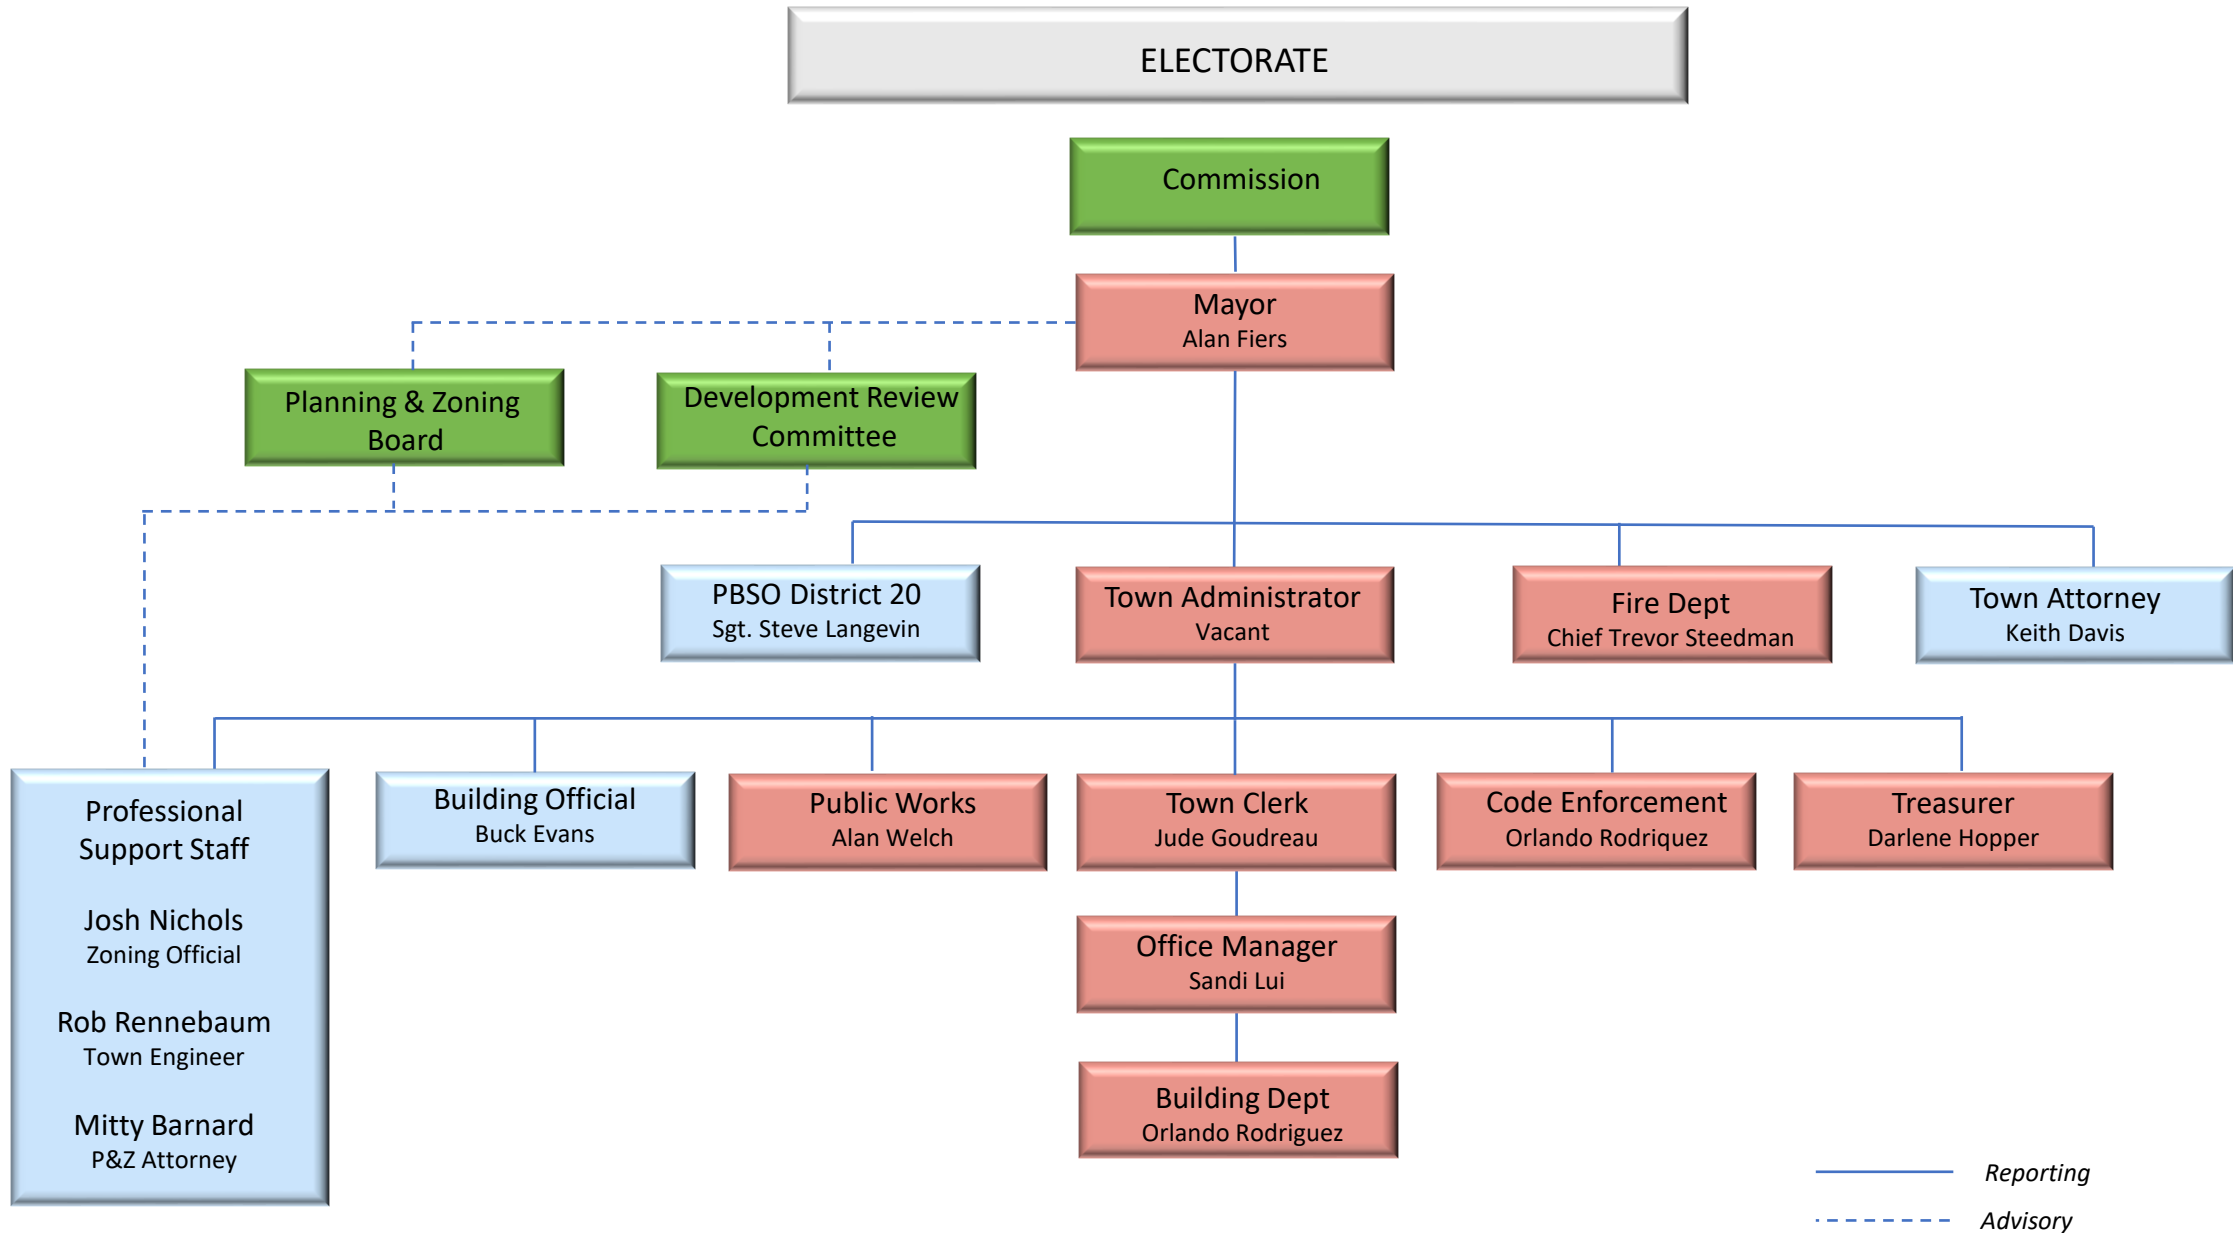 ELECTORATE
Commission
Mayor
Alan Fiers
Planning & Zoning
Board
Development Review
Committee
PBSO District 20
Sgt. Steve Langevin
Town Administrator
Vacant
Fire Dept
Chief Trevor Steedman
Town Attorney
Keith Davis
Professional
Support Staff
Josh Nichols
Zoning Official
Rob Rennebaum
Town Engineer
Mitty Barnard
P&Z Attorney
Building Official
Buck Evans
Public Works
Alan Welch
Town Clerk
Jude Goudreau
Code Enforcement
Orlando Rodriquez
Treasurer
Darlene Hopper
Office Manager
Sandi Lui
Building Dept
Orlando Rodriguez
Reporting
Advisory